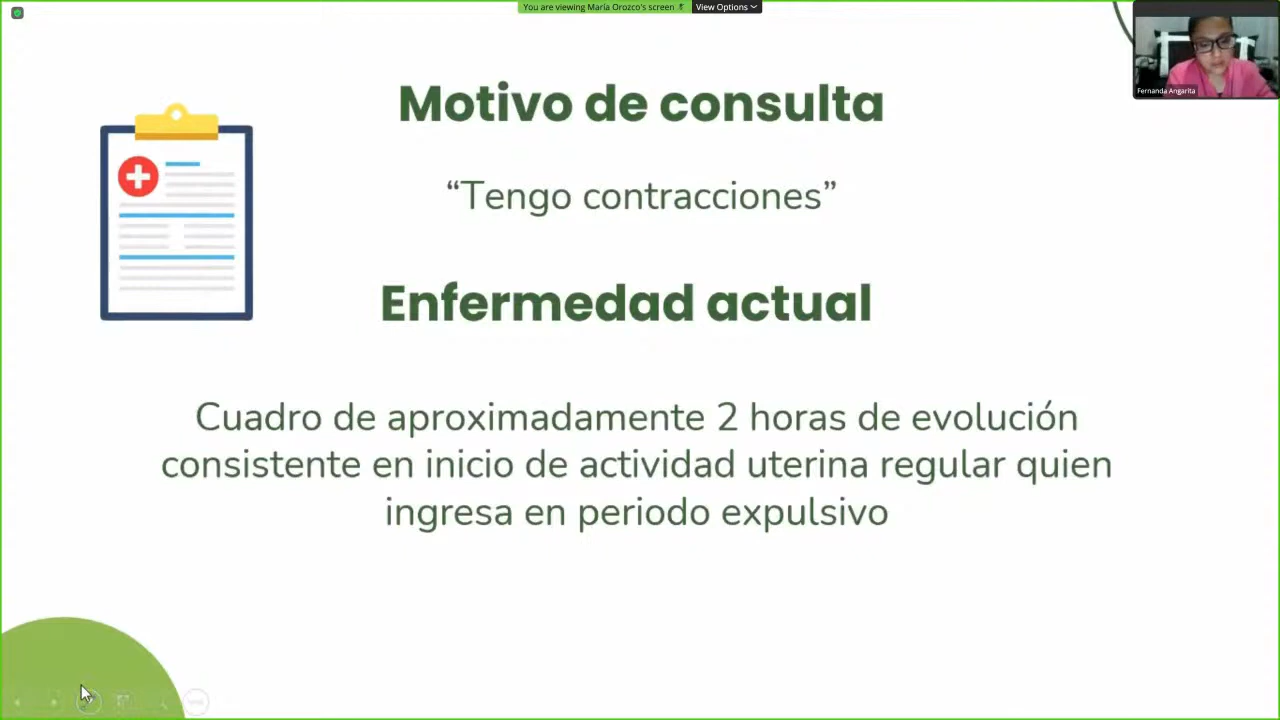 You are viewing María Orozco's screen
View Options
Fernanda Angarita
Motivo de consulta
“Tengo contracciones”
Enfermedad actual
Cuadro de aproximadamente 2 horas de evolución
consistente en inicio de actividad uterina regular quien
ingresa en periodo expulsivo